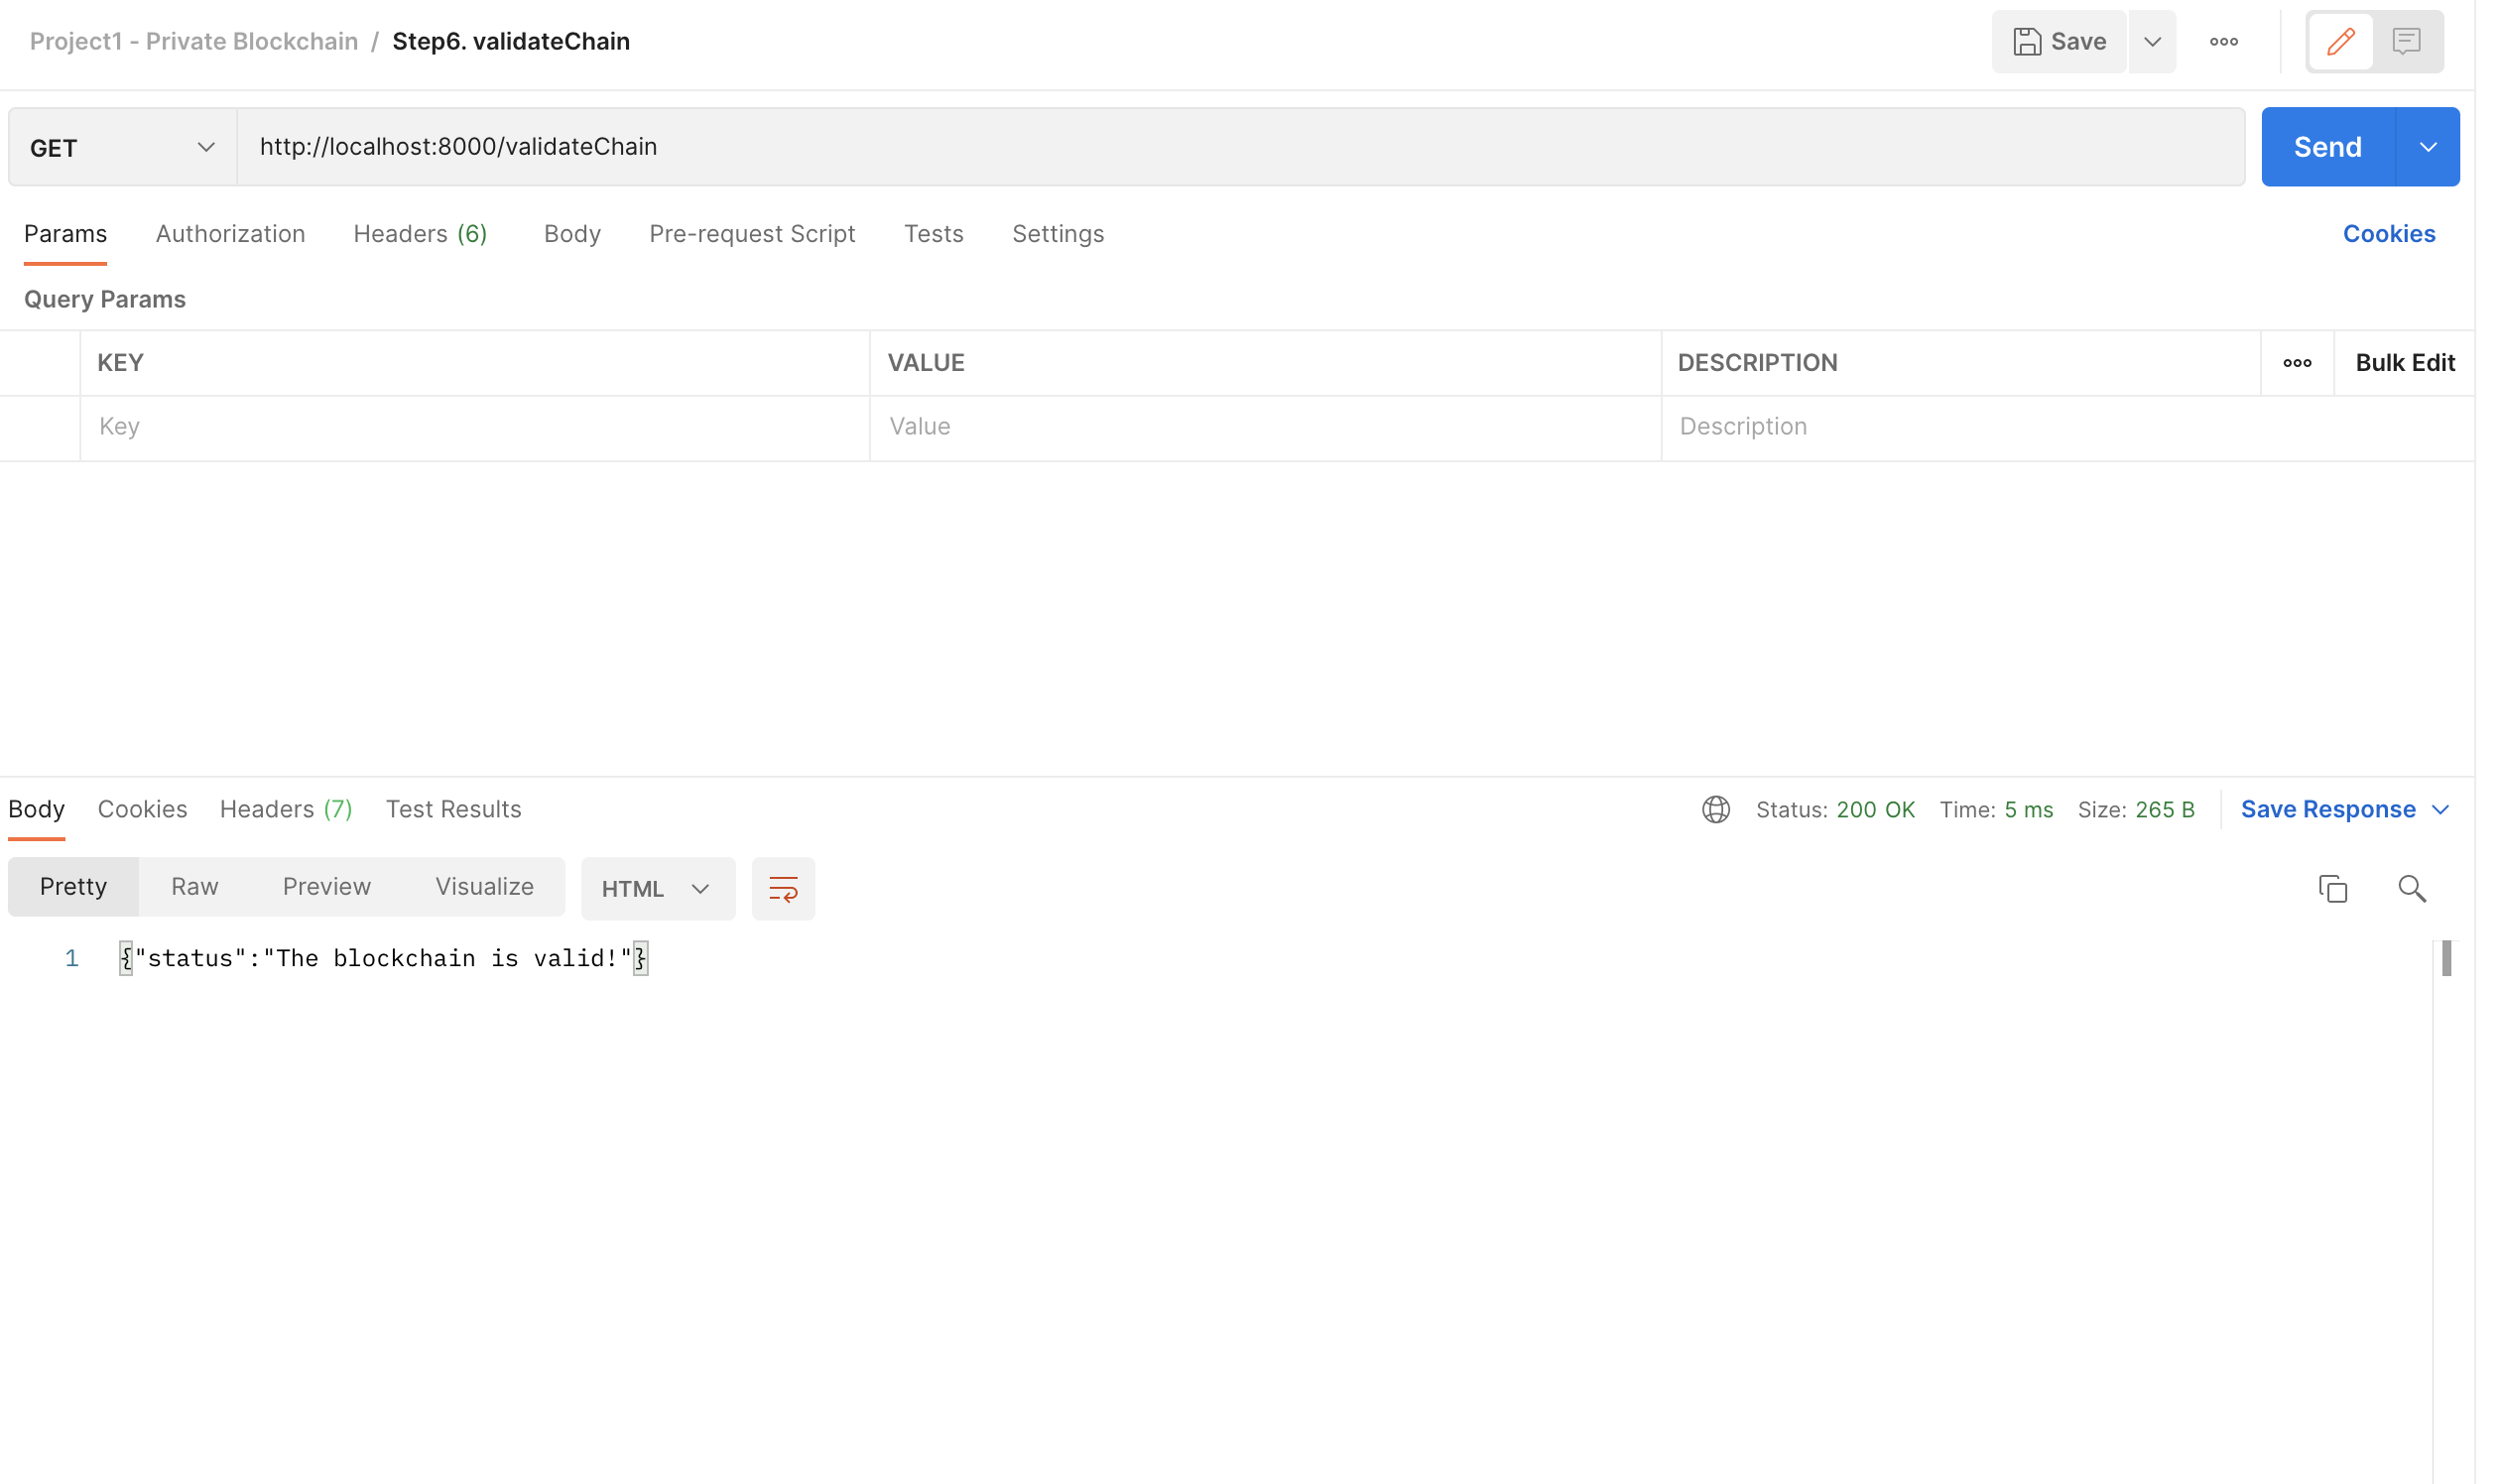 Project1 - Private Blockchain / Step6. validateChain
Save
GET
http://localhost:8000/validateChain
Send
Params Authorization Headers (6) Body Pre-request Script Tests Settings Cookies
Query Params
KEY VALUE DESCRIPTION Bulk Edit
Key Value Description
Body Cookies Headers (7) Test Results Status: 200 OK Time: 5 ms Size: 265 B Save Response
Pretty Raw Preview Visualize HTML
1 {"status":"The blockchain is valid!"}